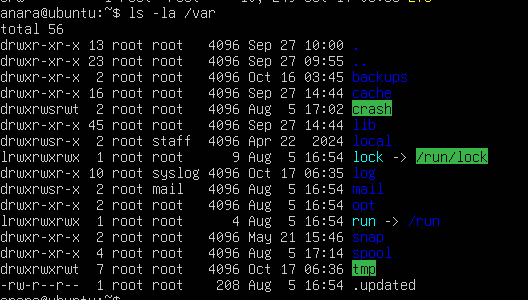 anara@ubuntu:~$ ls -la /var
total 56
drwxr-xr-x 13 root root 4096 Sep 27 10:00 .
drwxr-xr-x 23 root root 4096 Sep 27 09:55 ..
drwxr-xr-x 2 root root 4096 Oct 16 03:45 backups
drwxr-xr-x 16 root root 4096 Sep 27 14:44 cache
drwxrwsrwt 2 root root 4096 Aug 5 17:02 crash
drwxr-xr-x 45 root root 4096 Sep 27 14:44 lib
drwxrwsr-x 2 root staff 4096 Apr 22 2024 local
lrwxrwxrwx 1 root root 9 Aug 5 16:54 lock -> /run/lock
drwxrwxr-x 10 root syslog 4096 Oct 17 06:35 log
drwxrwsr-x 2 root mail 4096 Aug 5 16:54 mail
drwxr-xr-x 2 root root 4096 Aug 5 16:54 opt
lrwxrwxrwx 1 root root 4 Aug 5 16:54 run -> /run
drwxr-xr-x 2 root root 4096 May 21 15:46 snap
drwxr-xr-x 4 root root 4096 Aug 5 17:14 spool
drwxrwxrwt 7 root root 4096 Oct 17 06:36 tmp
-rw-r--r-- 1 root root 208 Aug 5 16:54 .updated
anara@ubuntu:~$